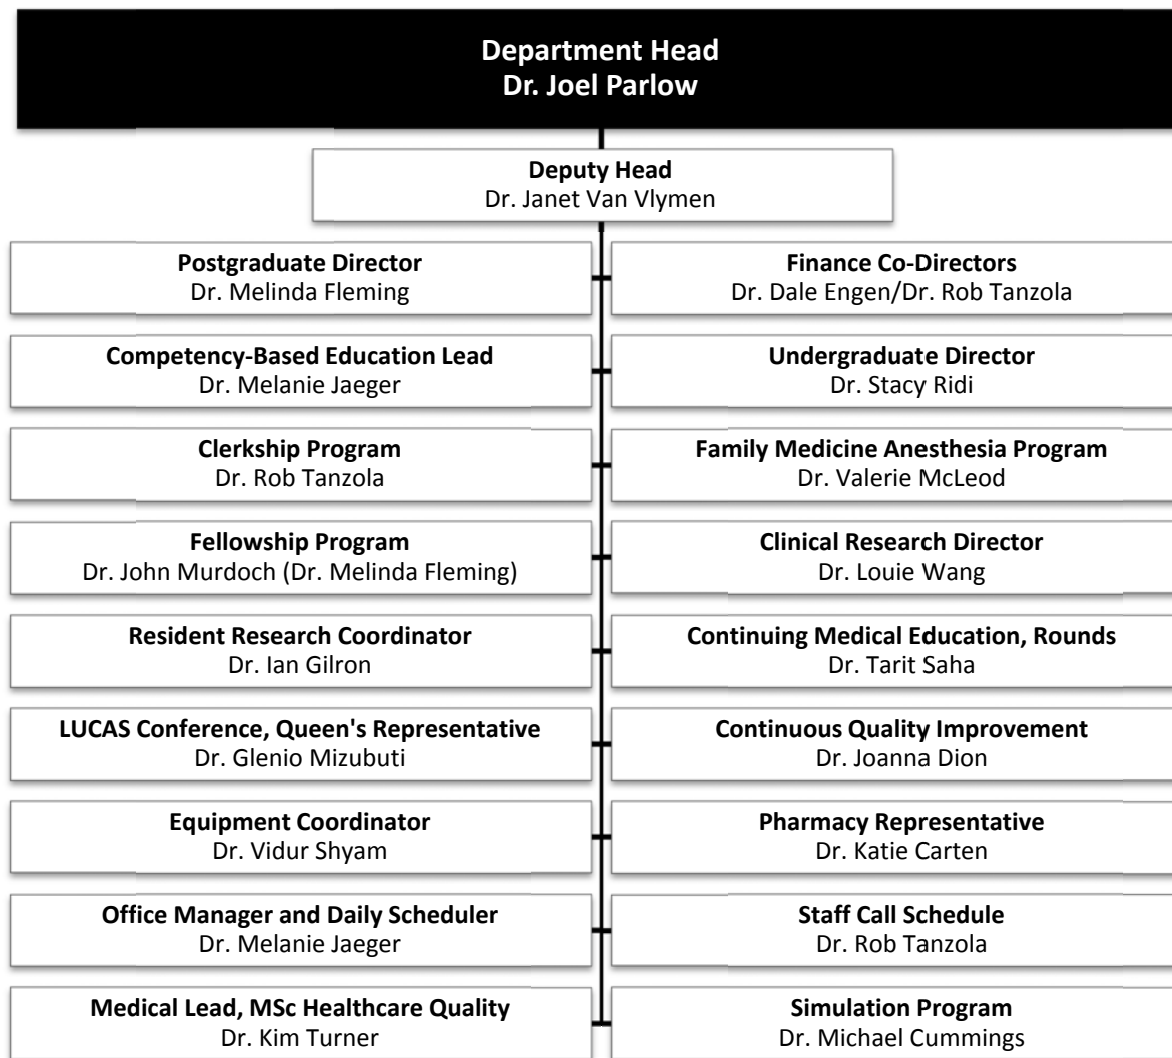 Department Head
Dr. Joel Parlow
Deputy Head
Dr. Janet Van Vlymen
Postgraduate Director
Dr. Melinda Fleming
Finance Co-Directors
Dr. Dale Engen/Dr. Rob Tanzola
Competency-Based Education Lead
Dr. Melanie Jaeger
Undergraduate Director
Dr. Stacy Ridi
Clerkship Program
Dr. Rob Tanzola
Family Medicine Anesthesia Program
Dr. Valerie McLeod
Fellowship Program
Dr. John Murdoch (Dr. Melinda Fleming)
Clinical Research Director
Dr. Louie Wang
Resident Research Coordinator
Dr. Ian Gilron
Continuing Medical Education, Rounds
Dr. Tarit Saha
LUCAS Conference, Queen's Representative
Dr. Glenio Mizubuti
Continuous Quality Improvement
Dr. Joanna Dion
Equipment Coordinator
Dr. Vidur Shyam
Pharmacy Representative
Dr. Katie Carten
Office Manager and Daily Scheduler
Dr. Melanie Jaeger
Staff Call Schedule
Dr. Rob Tanzola
Medical Lead, MSc Healthcare Quality
Dr. Kim Turner
Simulation Program
Dr. Michael Cummings